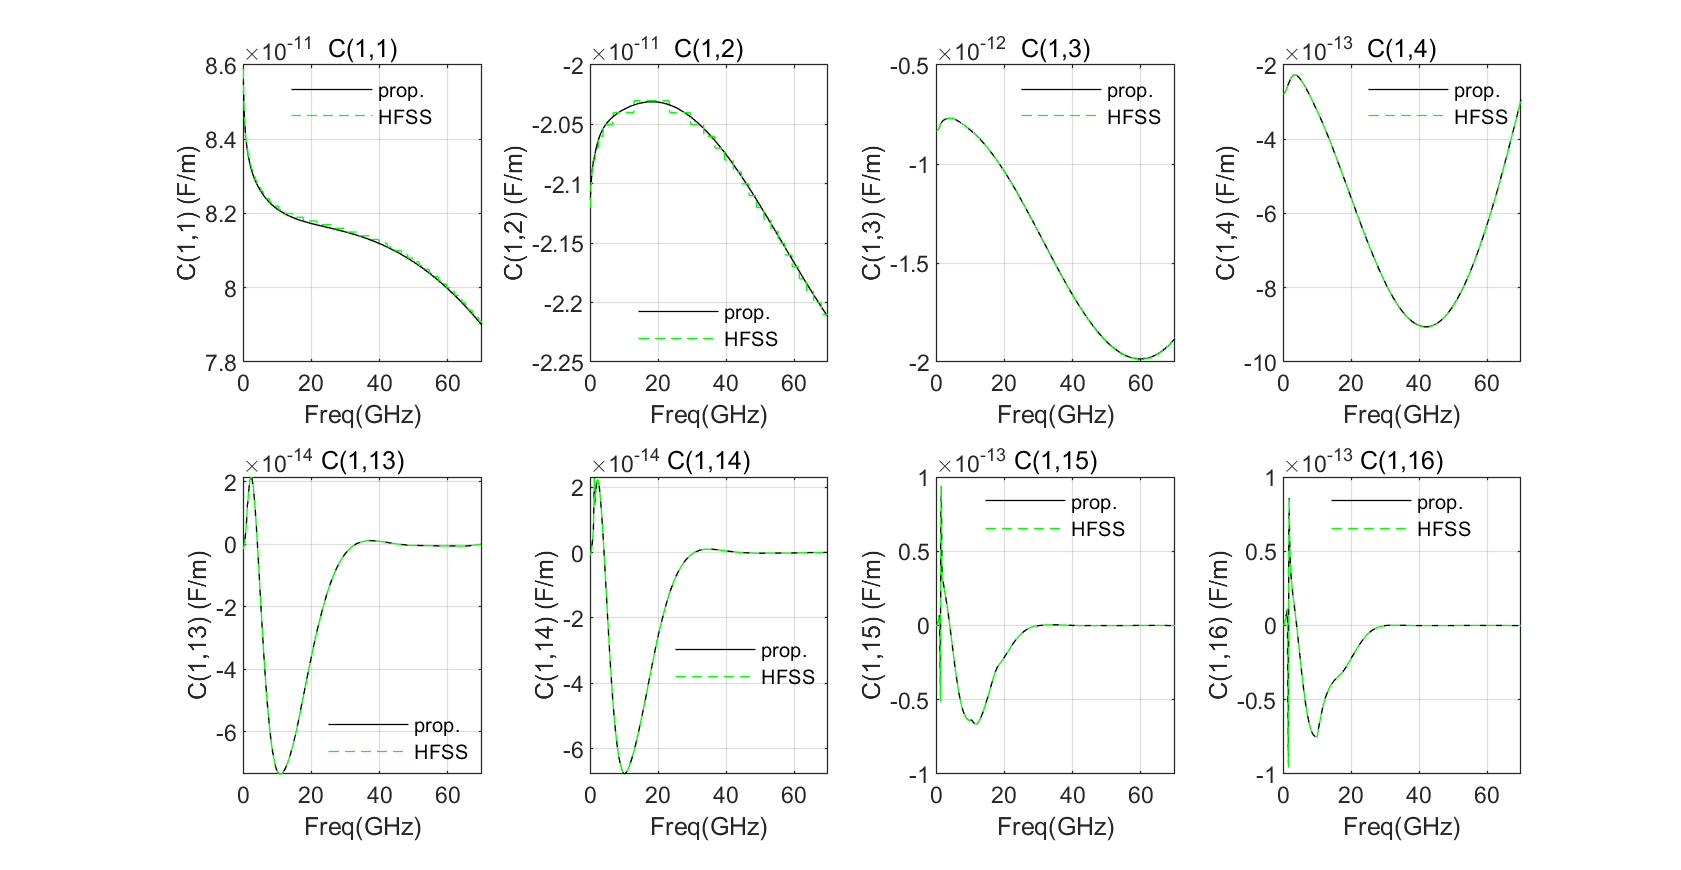 ×10-11 C(1,1)
8.6
8.4
8.2
8
7.8
C(1,1) (F/m)
prop.
HFSS
0 20 40 60
Freq(GHz)
×10-11 C(1,2)
-2
-2.05
-2.1
-2.15
-2.2
-2.25
C(1,2) (F/m)
prop.
HFSS
0 20 40 60
Freq(GHz)
×10-12 C(1,3)
-0.5
-1
-1.5
-2
C(1,3) (F/m)
prop.
HFSS
0 20 40 60
Freq(GHz)
×10-13 C(1,4)
-2
-4
-6
-8
-10
C(1,4) (F/m)
prop.
HFSS
0 20 40 60
Freq(GHz)
×10-14 C(1,13)
2
0
-2
-4
-6
C(1,13) (F/m)
prop.
HFSS
0 20 40 60
Freq(GHz)
×10-14 C(1,14)
2
0
-2
-4
-6
C(1,14) (F/m)
prop.
HFSS
0 20 40 60
Freq(GHz)
×10-13 C(1,15)
1
0.5
0
-0.5
-1
C(1,15) (F/m)
prop.
HFSS
0 20 40 60
Freq(GHz)
×10-13 C(1,16)
1
0.5
0
-0.5
-1
C(1,16) (F/m)
prop.
HFSS
0 20 40 60
Freq(GHz)